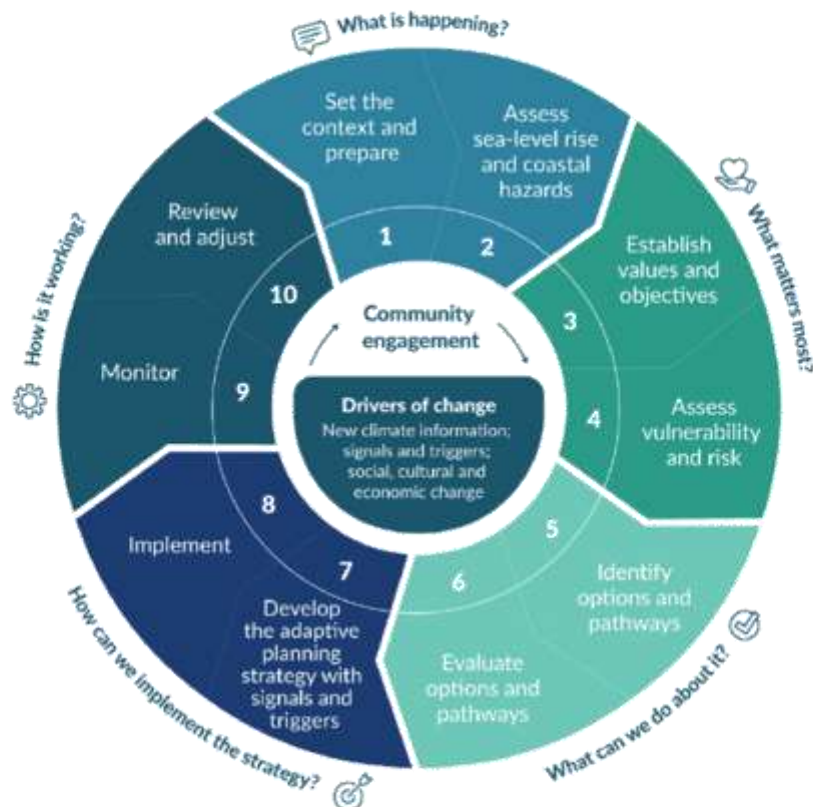 What is happening?
Set the
context and
prepare
1
Assess
sea-level rise
and coastal
hazards
2
What matters most?
Establish
values and
objectives
3
Assess
vulnerability
and risk
4
What can we do about it?
Identify
options and
pathways
5
Evaluate
options and
pathways
6
How can we implement the strategy?
Develop
the adaptive
planning
strategy with
signals and
triggers
7
Implement
8
How is it working?
Monitor
9
Review
and adjust
10
Community
engagement
Drivers of change
New climate information;
signals and triggers;
social, cultural and
economic change